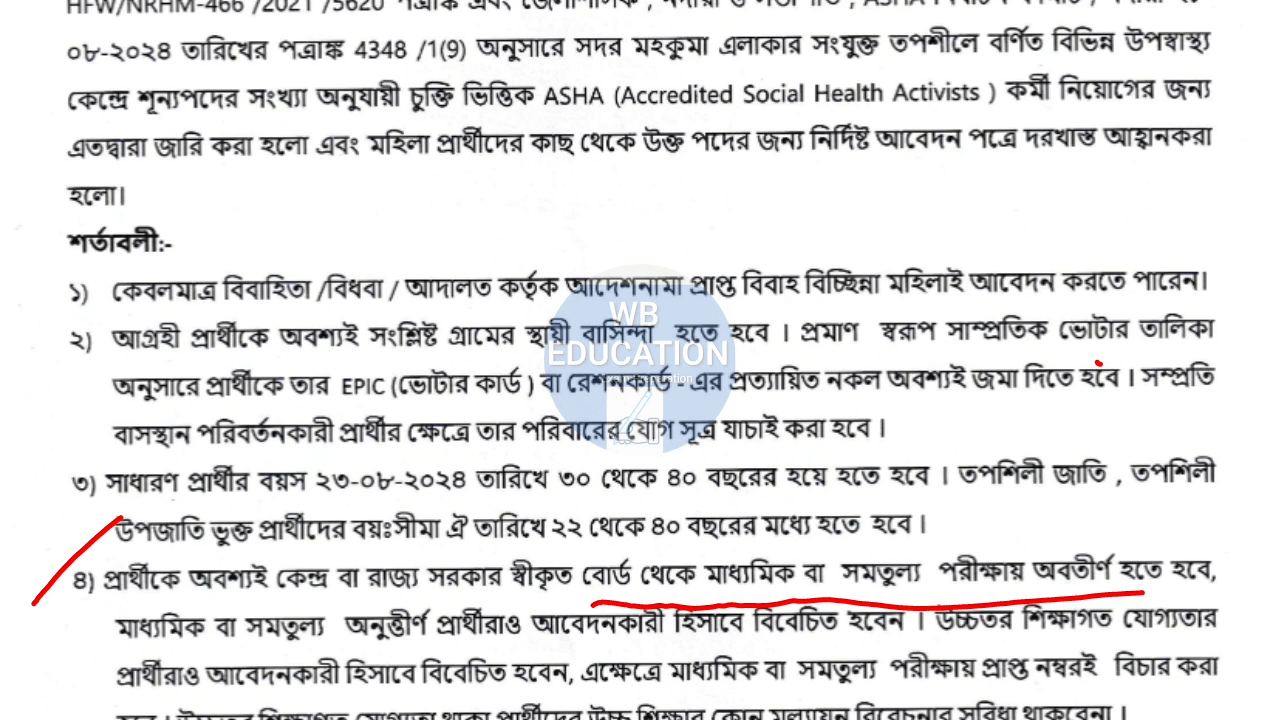 HFW/NRHM-466 /2021 /5620 পত্রাঙ্ক এবং
০৮-২০২৪ তারিখের পত্রাঙ্ক 4348 /1(9) অনুসারে সদর মহকুমা এলাকার সংযুক্ত তপশীলে বর্ণিত বিভিন্ন উপস্বাস্থ্য
কেন্দ্রে শূন্যপদের সংখ্যা অনুযায়ী চুক্তি ভিত্তিক ASHA (Accredited Social Health Activists ) কর্মী নিয়োগের জন্য
এতদ্বারা জারি করা হলো এবং মহিলা প্রার্থীদের কাছ থেকে উক্ত পদের জন্য নির্দিষ্ট আবেদন পত্রে দরখাস্ত আহ্বানকরা
হলো।
শর্তাবলী:-
১) কেবলমাত্র বিবাহিতা /বিধবা / আদালত কর্তৃক আদেশনামা প্রাপ্ত বিবাহ বিচ্ছিন্না মহিলাই আবেদন করতে পারেন।
২) আগ্রহী প্রার্থীকে অবশ্যই সংশ্লিষ্ট গ্রামের স্থায়ী বাসিন্দা হতে হবে । প্রমাণ স্বরূপ সাম্প্রতিক ভোটার তালিকা
অনুসারে প্রার্থীকে তার EPIC (ভোটার কার্ড ) বা রেশনকার্ড - এর প্রত্যায়িত নকল অবশ্যই জমা দিতে হবে । সম্প্রতি
বাসস্থান পরিবর্তনকারী প্রার্থীর ক্ষেত্রে তার পরিবারের যোগ সূত্র যাচাই করা হবে ।
৩) সাধারণ প্রার্থীর বয়স ২৩-০৮-২০২৪ তারিখে ৩০ থেকে ৪০ বছরের হয়ে হতে হবে । তপশিলী জাতি , তপশিলী
উপজাতি ভুক্ত প্রার্থীদের বয়ঃসীমা ঐ তারিখে ২২ থেকে ৪০ বছরের মধ্যে হতে হবে ।
৪) প্রার্থীকে অবশ্যই কেন্দ্র বা রাজ্য সরকার স্বীকৃত বোর্ড থেকে মাধ্যমিক বা সমতুল্য পরীক্ষায় অবতীর্ণ হতে হবে,
মাধ্যমিক বা সমতুল্য অনুত্তীর্ণ প্রার্থীরাও আবেদনকারী হিসাবে বিবেচিত হবেন । উচ্চতর শিক্ষাগত যোগ্যতার
প্রার্থীরাও আবেদনকারী হিসাবে বিবেচিত হবেন, এক্ষেত্রে মাধ্যমিক বা সমতুল্য পরীক্ষায় প্রাপ্ত নম্বরই বিচার করা
WB
EDUCATION